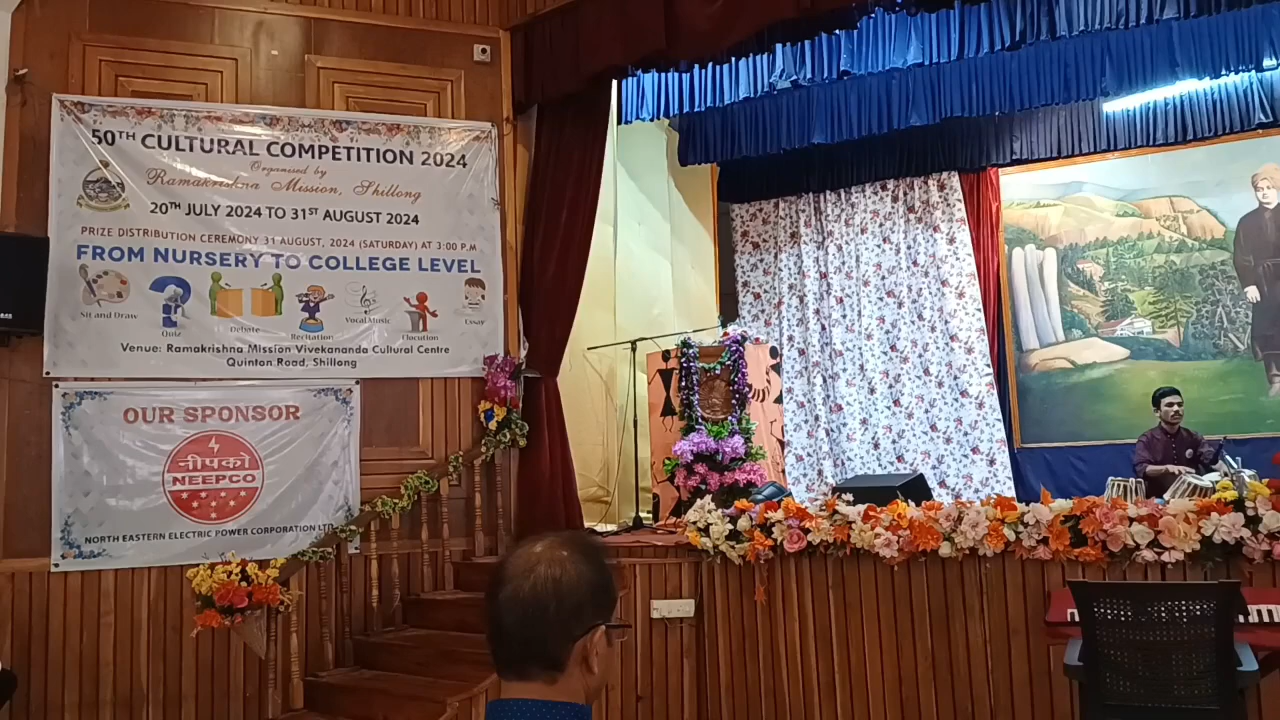 50TH CULTURAL COMPETITION 2024
Organised by
Ramakrishna Mission, Shillong
20TH JULY 2024 TO 31ST AUGUST 2024
PRIZE DISTRIBUTION CEREMONY 31 AUGUST, 2024 (SATURDAY) AT 3:00 P.M
FROM NURSERY TO COLLEGE LEVEL
Sit and Draw
Quiz
Debate
Recitation
Vocal Music
Elocution
Essay
Venue: Ramakrishna Mission Vivekananda Cultural Centre
Quinton Road, Shillong
OUR SPONSOR
नीपको
NEEPCO
NORTH EASTERN ELECTRIC POWER CORPORATION LTD